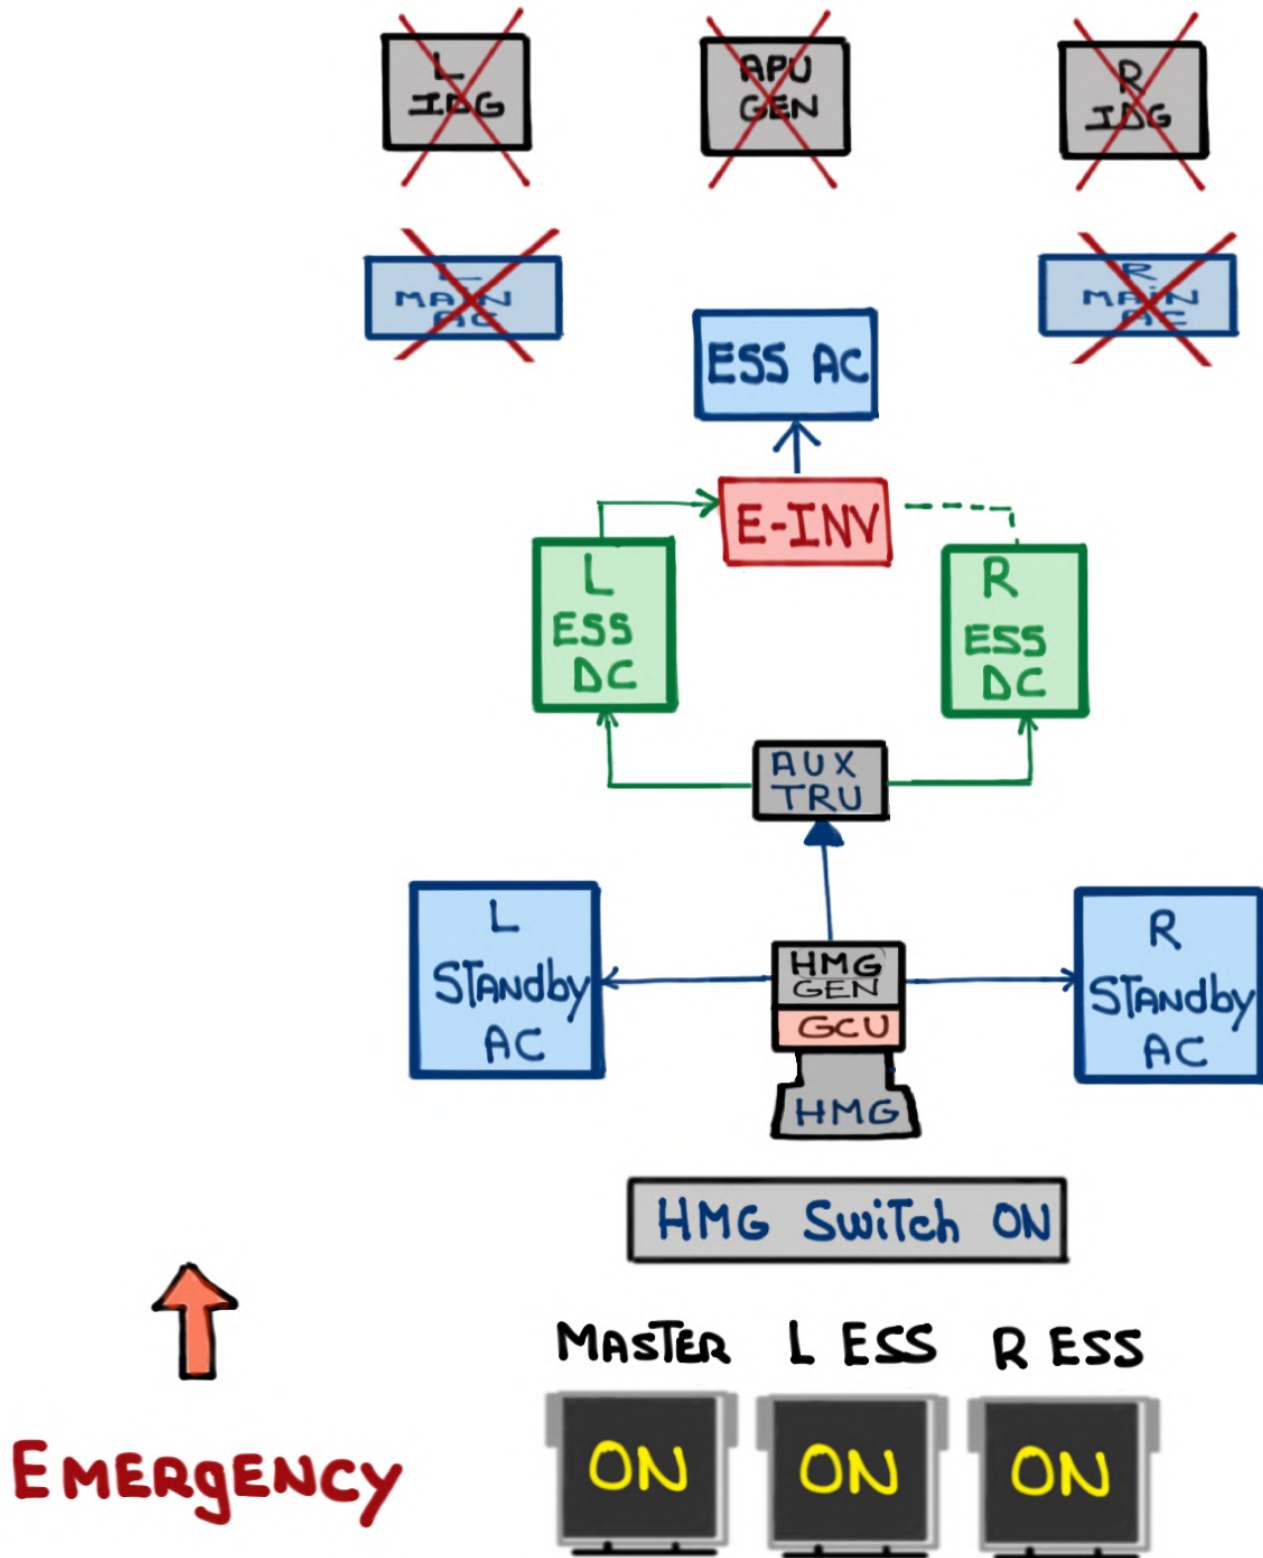 L
IDG
APU
GEN
R
IDG
L
MAIN
AC
R
MAIN
AC
ESS AC
E-INV
L
ESS
DC
R
ESS
DC
AUX
TRU
L
STANdby
AC
HMG
GEN
GCU
HMG
R
STANdby
AC
HMG SwiTch ON
MASTER
L ESS
R ESS
ON
ON
ON
EMERgENCY